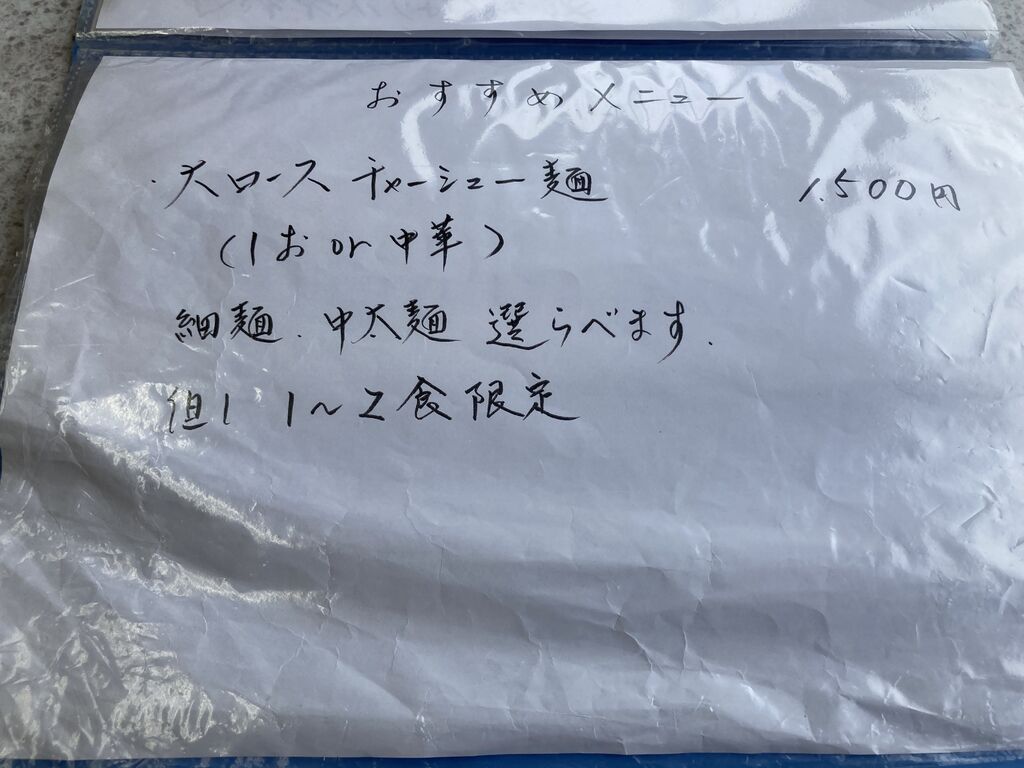 おすすめメニュー
・大ロースチャーシュー麺 1.500円
(しお or 中華)
細麺.中太麺 選らべます.
但し 1〜2食限定